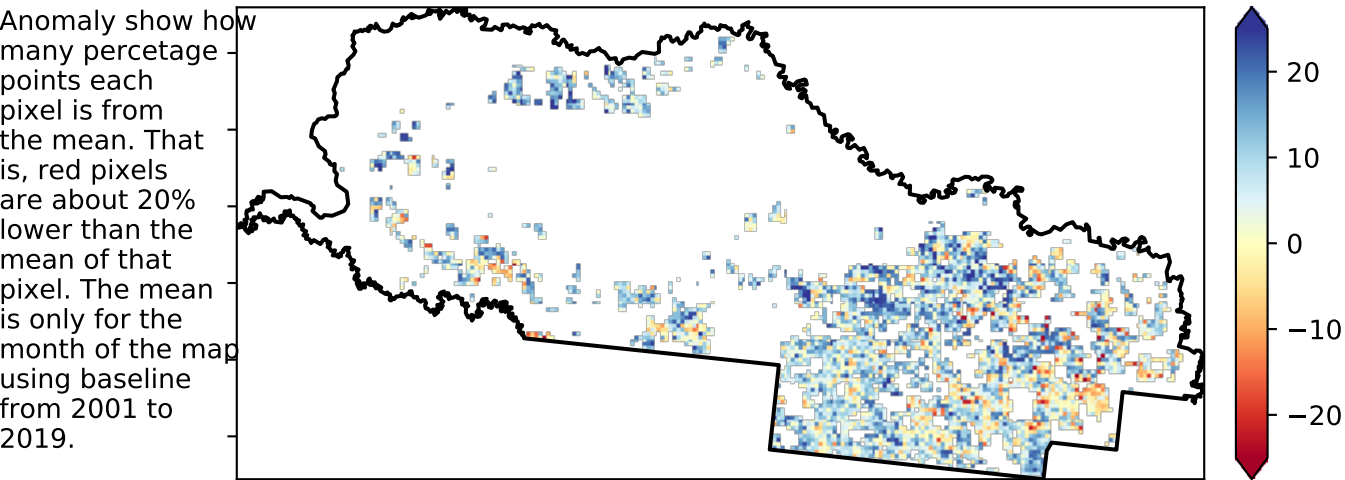 Anomaly show how
many percetage
points each
pixel is from
the mean. That
is, red pixels
are about 20%
lower than the
mean of that
pixel. The mean
is only for the
month of the map
using baseline
from 2001 to
2019.
20
10
0
−10
−20